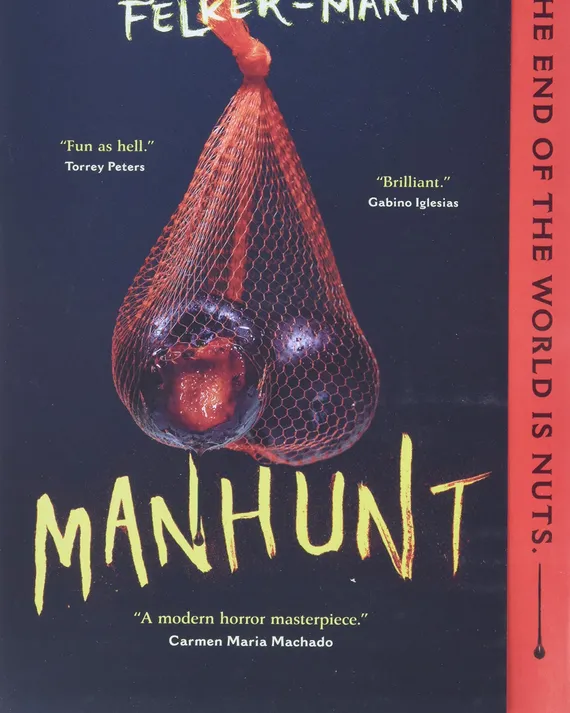 FELKER-MARTIN
“Fun as hell.”
Torrey Peters
“Brilliant.”
Gabino Iglesias
MANHUNT
“A modern horror masterpiece.”
Carmen Maria Machado
HE END OF THE WORLD IS NUTS.